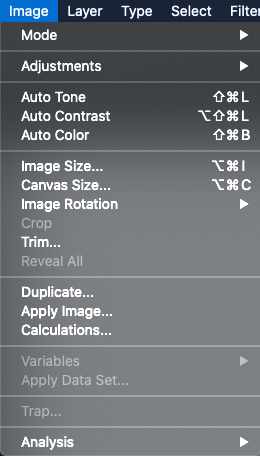 Image Layer Type Select Filter
Mode
Adjustments
Auto Tone ⇧⌘L
Auto Contrast ⌥⇧⌘L
Auto Color ⇧⌘B
Image Size... ⌥⌘I
Canvas Size... ⌥⌘C
Image Rotation
Crop
Trim...
Reveal All
Duplicate...
Apply Image...
Calculations...
Variables
Apply Data Set...
Trap...
Analysis